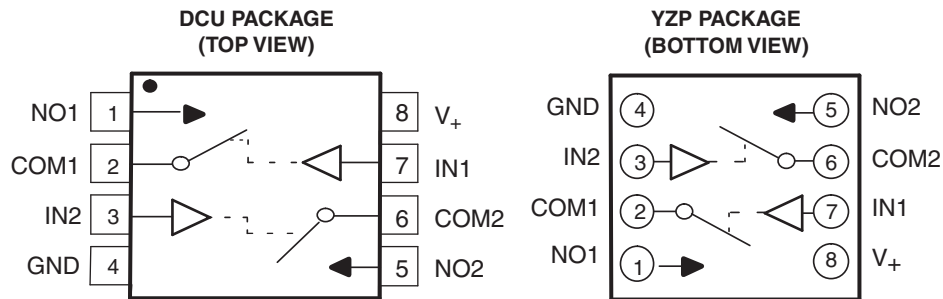 DCU PACKAGE
(TOP VIEW)
NO1 1 8 V+
COM1 2 7 IN1
IN2 3 6 COM2
GND 4 5 NO2
YZP PACKAGE
(BOTTOM VIEW)
GND 4 5 NO2
IN2 3 6 COM2
COM1 2 7 IN1
NO1 1 8 V+